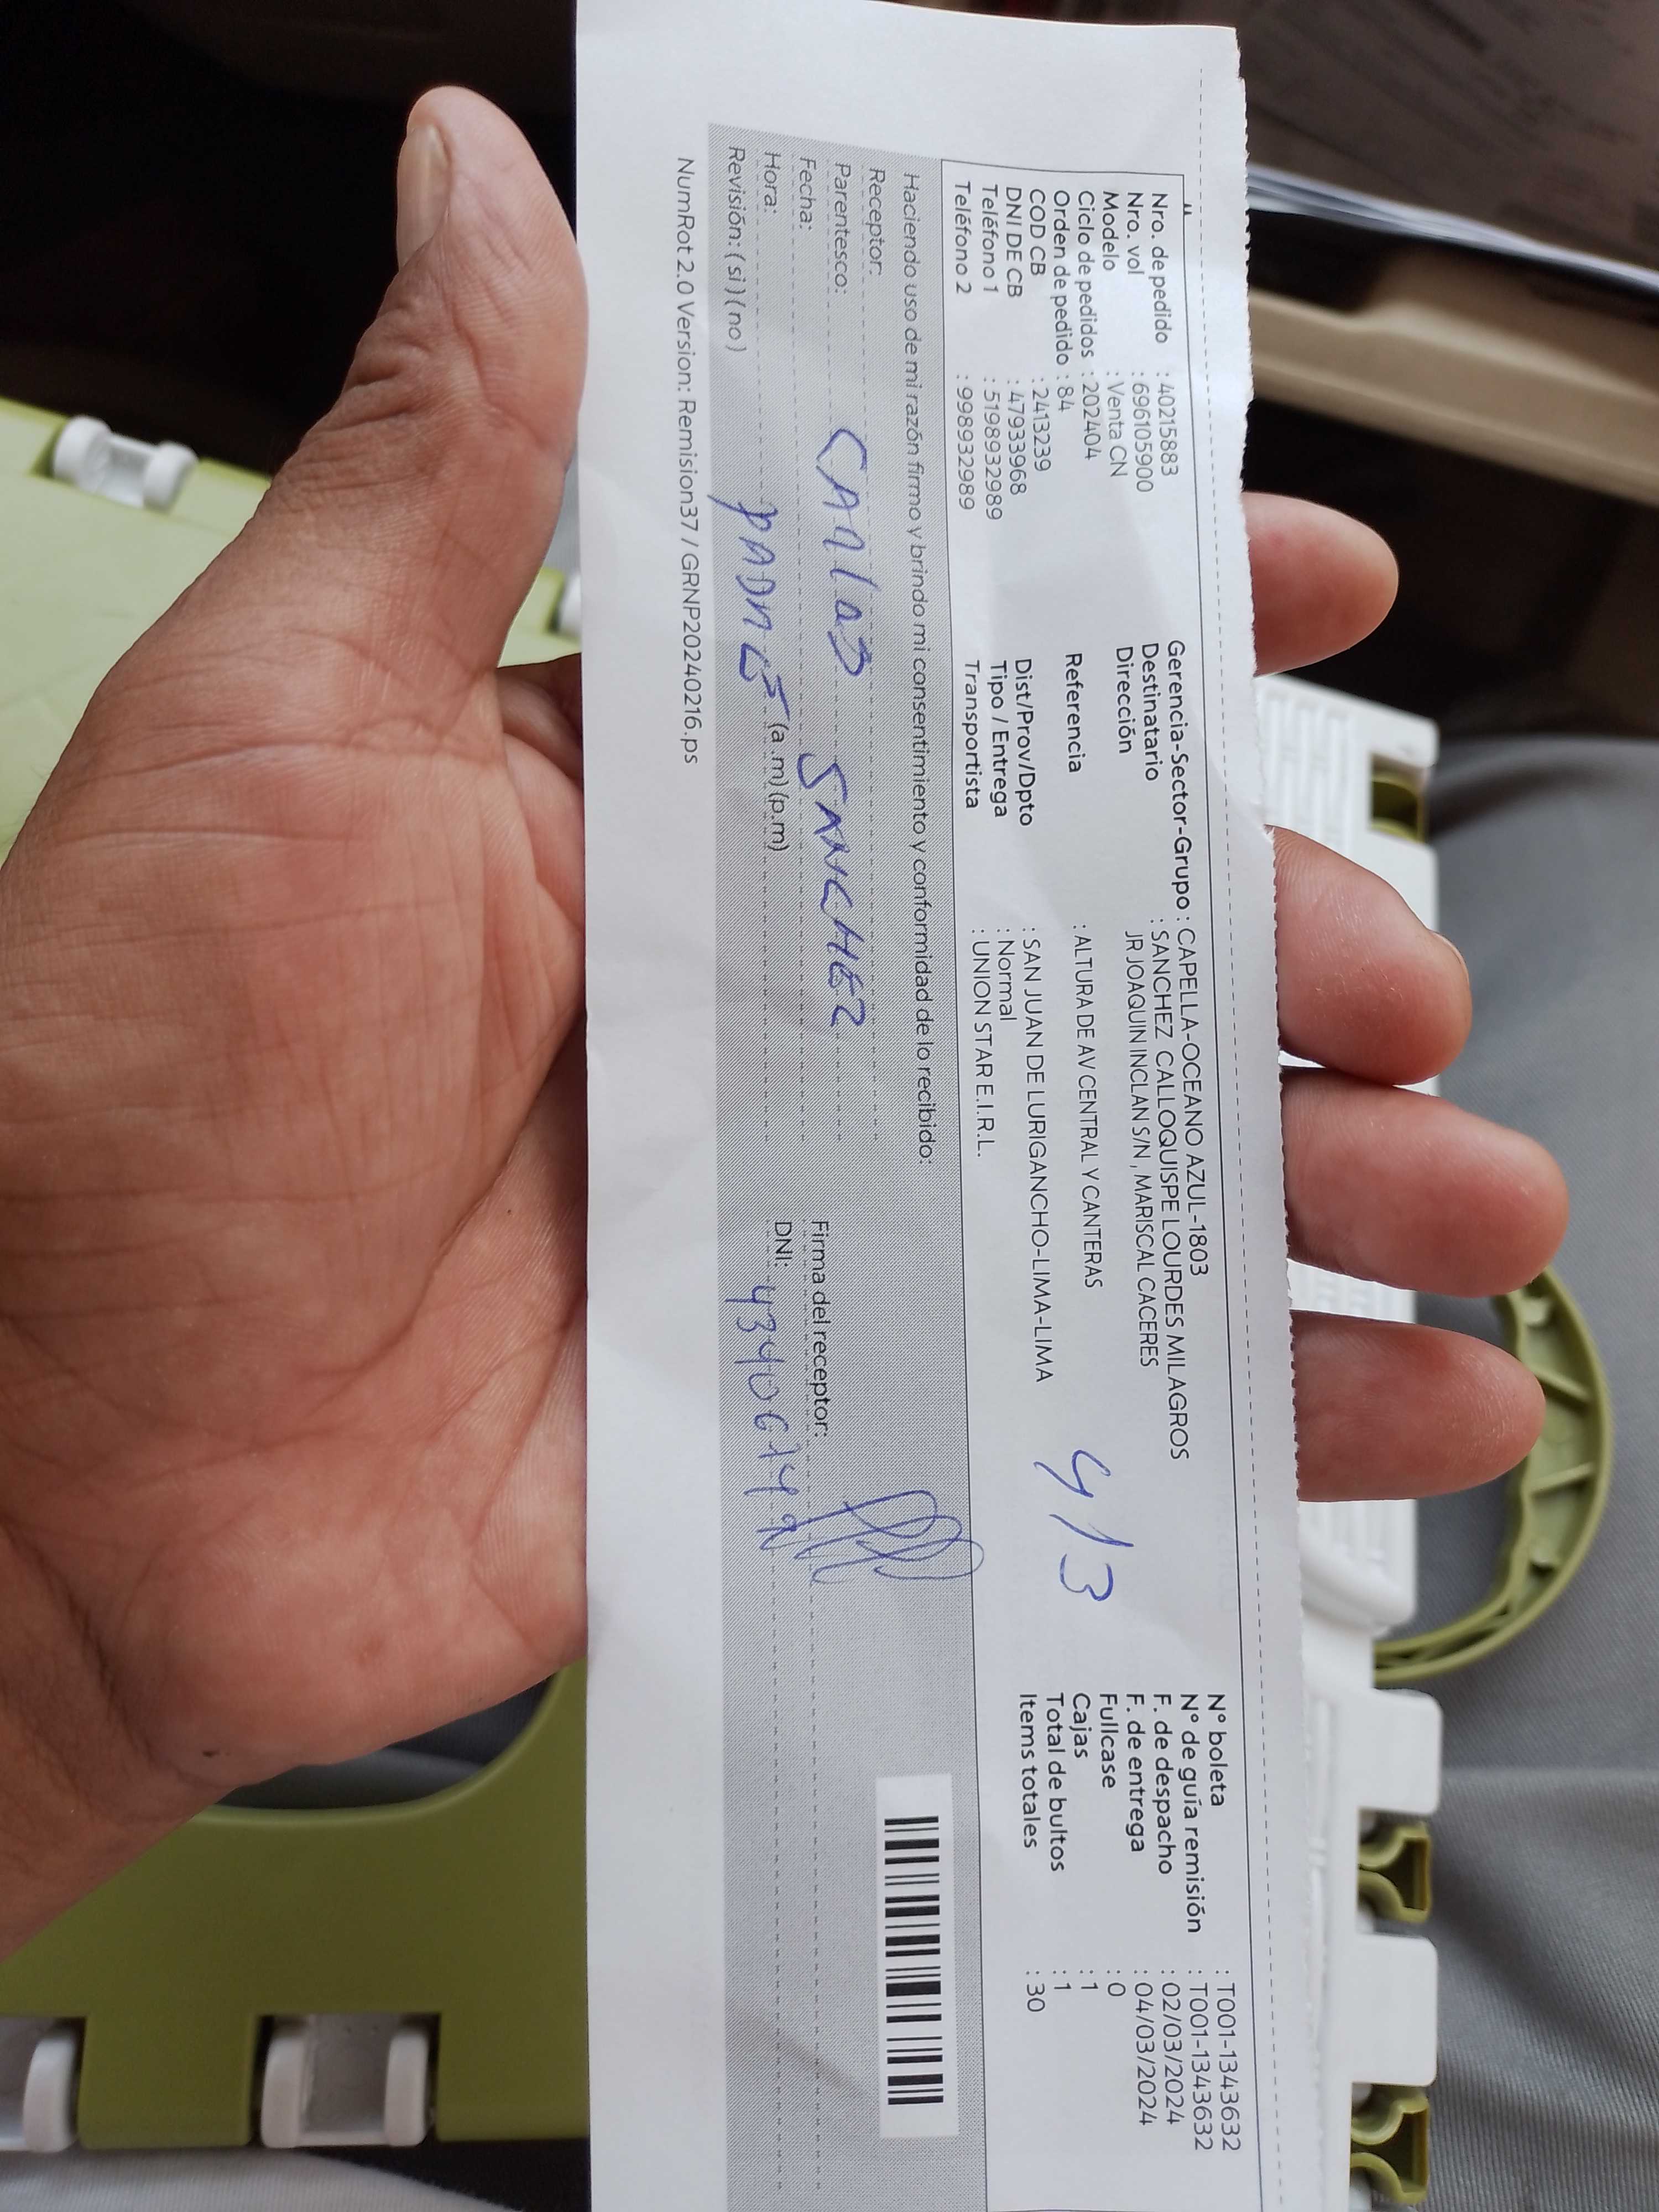 Nro. de pedido : 40215883
Nro. vol : 696105900
Modelo : Venta CN
Ciclo de pedidos : 202404
Orden de pedido : 84
COD CB : 2413239
DNI DE CB : 47933968
Teléfono 1 : 51989932989
Teléfono 2 : 998932989
Gerencia-Sector-Grupo : CAPELLA-OCEANO AZUL-1803
Destinatario : SANCHEZ CALLOQUISPE LOURDES MILAGROS
Dirección JR JOAQUIN INCLAN S/N , MARISCAL CACERES
Referencia : ALTURA DE AV CENTRAL Y CANTERAS
Dist/Prov/Dpto : SAN JUAN DE LURIGANCHO-LIMA-LIMA
Tipo / Entrega : Normal
Transportista : UNION STAR E.I.R.L.
4/3
N° boleta : T001-1343632
N° de guía remisión : T001-1343632
F. de despacho : 02/03/2024
F. de entrega : 04/03/2024
Fullcase : 0
Cajas : 1
Total de bultos : 1
Items totales : 30
Haciendo uso de mi razón firmo y brindo mi consentimiento y conformidad de lo recibido:
Receptor:
Parentesco: CARLOS SANCHEZ
Fecha:
Hora: PADRE (a.m)(p.m)
Revisión: (si)(no)
Firma del receptor:
DNI:
NumRot 2.0 Version: Remision37 / GRNP20240216.ps